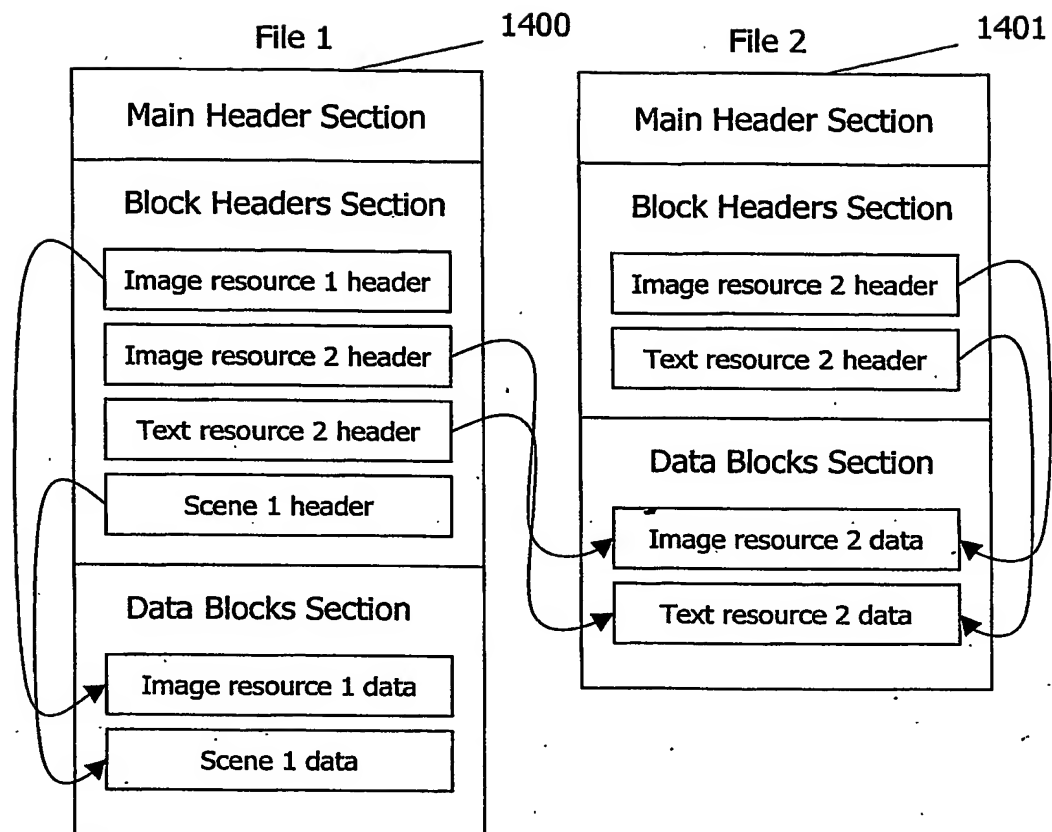 File 1
1400
Main Header Section
Block Headers Section
Image resource 1 header
Image resource 2 header
Text resource 2 header
Scene 1 header
Data Blocks Section
Image resource 1 data
Scene 1 data
File 2
1401
Main Header Section
Block Headers Section
Image resource 2 header
Text resource 2 header
Data Blocks Section
Image resource 2 data
Text resource 2 data